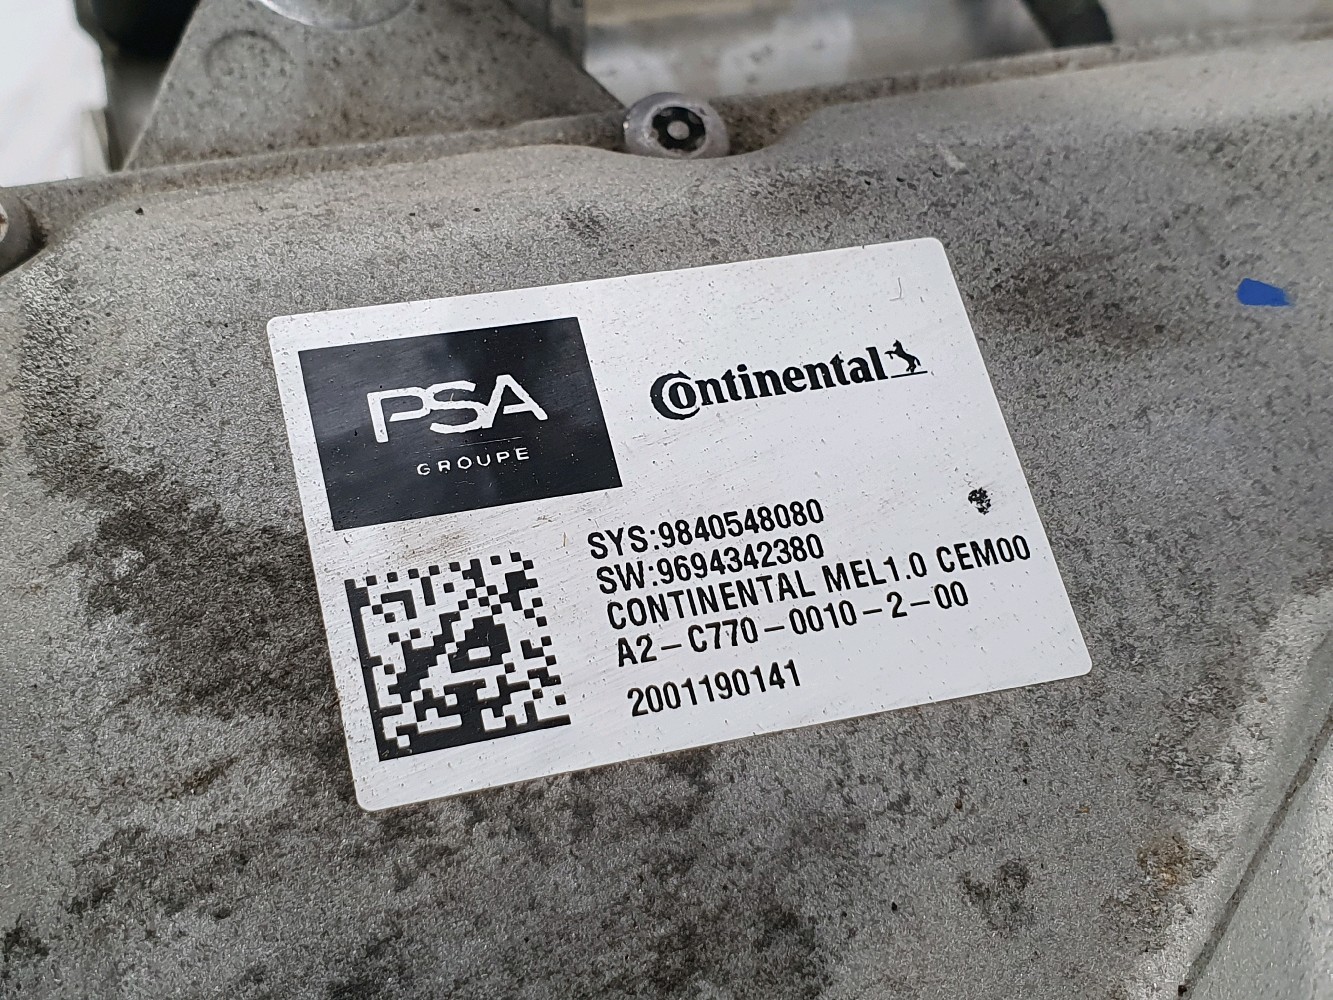 PSA
GROUPE
Continental
SYS:9840548080
SW:9694342380
CONTINENTAL MEL1.0 CEM00
A2-C770-0010-2-00
2001190141